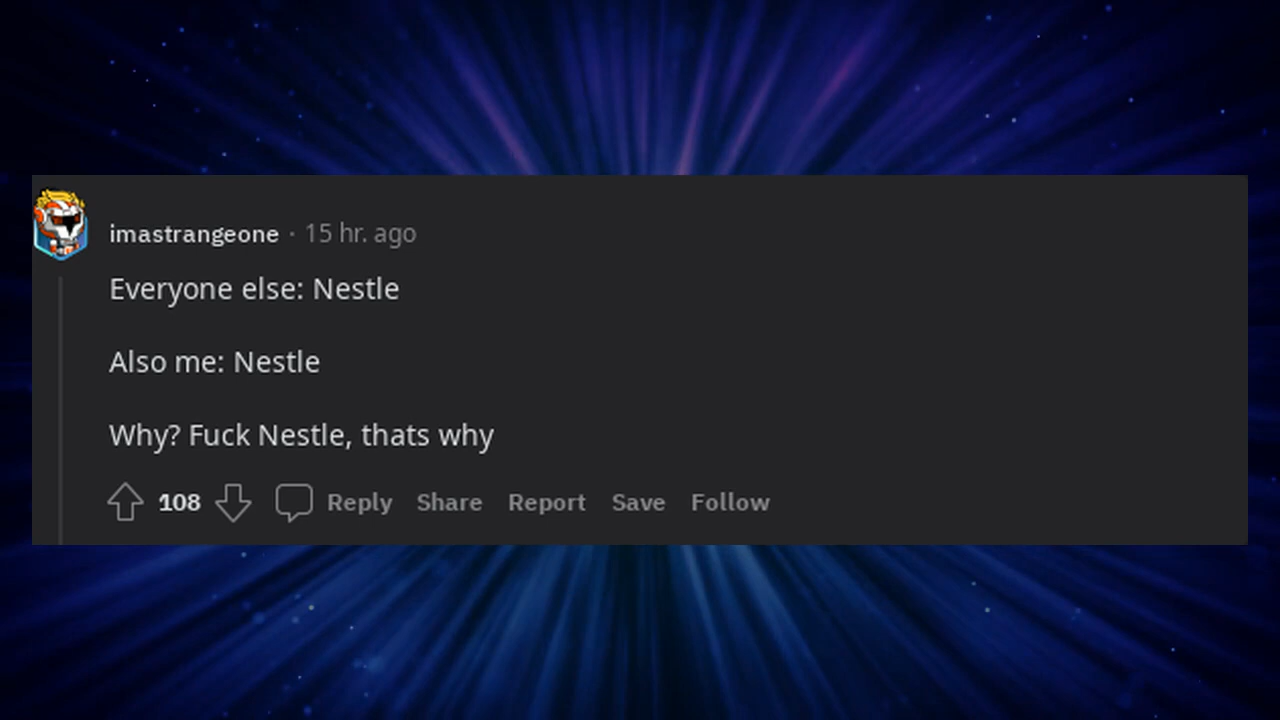 imastrangeone · 15 hr. ago
Everyone else: Nestle
Also me: Nestle
Why? Fuck Nestle, thats why
108 Reply Share Report Save Follow